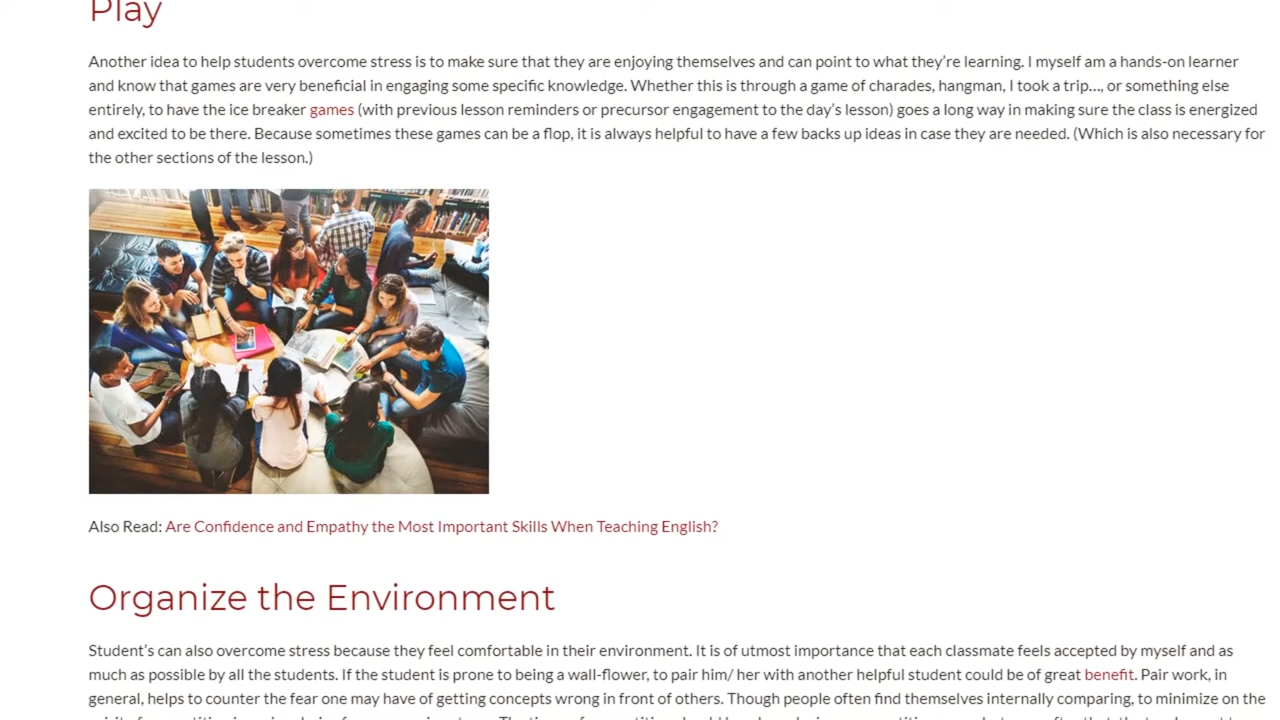 Play
Another idea to help students overcome stress is to make sure that they are enjoying themselves and can point to what they're learning. I myself am a hands-on learner
and know that games are very beneficial in engaging some specific knowledge. Whether this is through a game of charades, hangman, I took a trip…, or something else
entirely, to have the ice breaker games (with previous lesson reminders or precursor engagement to the day's lesson) goes a long way in making sure the class is energized
and excited to be there. Because sometimes these games can be a flop, it is always helpful to have a few backs up ideas in case they are needed. (Which is also necessary for
the other sections of the lesson.)
Also Read: Are Confidence and Empathy the Most Important Skills When Teaching English?
Organize the Environment
Student's can also overcome stress because they feel comfortable in their environment. It is of utmost importance that each classmate feels accepted by myself and as
much as possible by all the students. If the student is prone to being a wall-flower, to pair him/ her with another helpful student could be of great benefit. Pair work, in
general, helps to counter the fear one may have of getting concepts wrong in front of others. Though people often find themselves internally comparing, to minimize on the